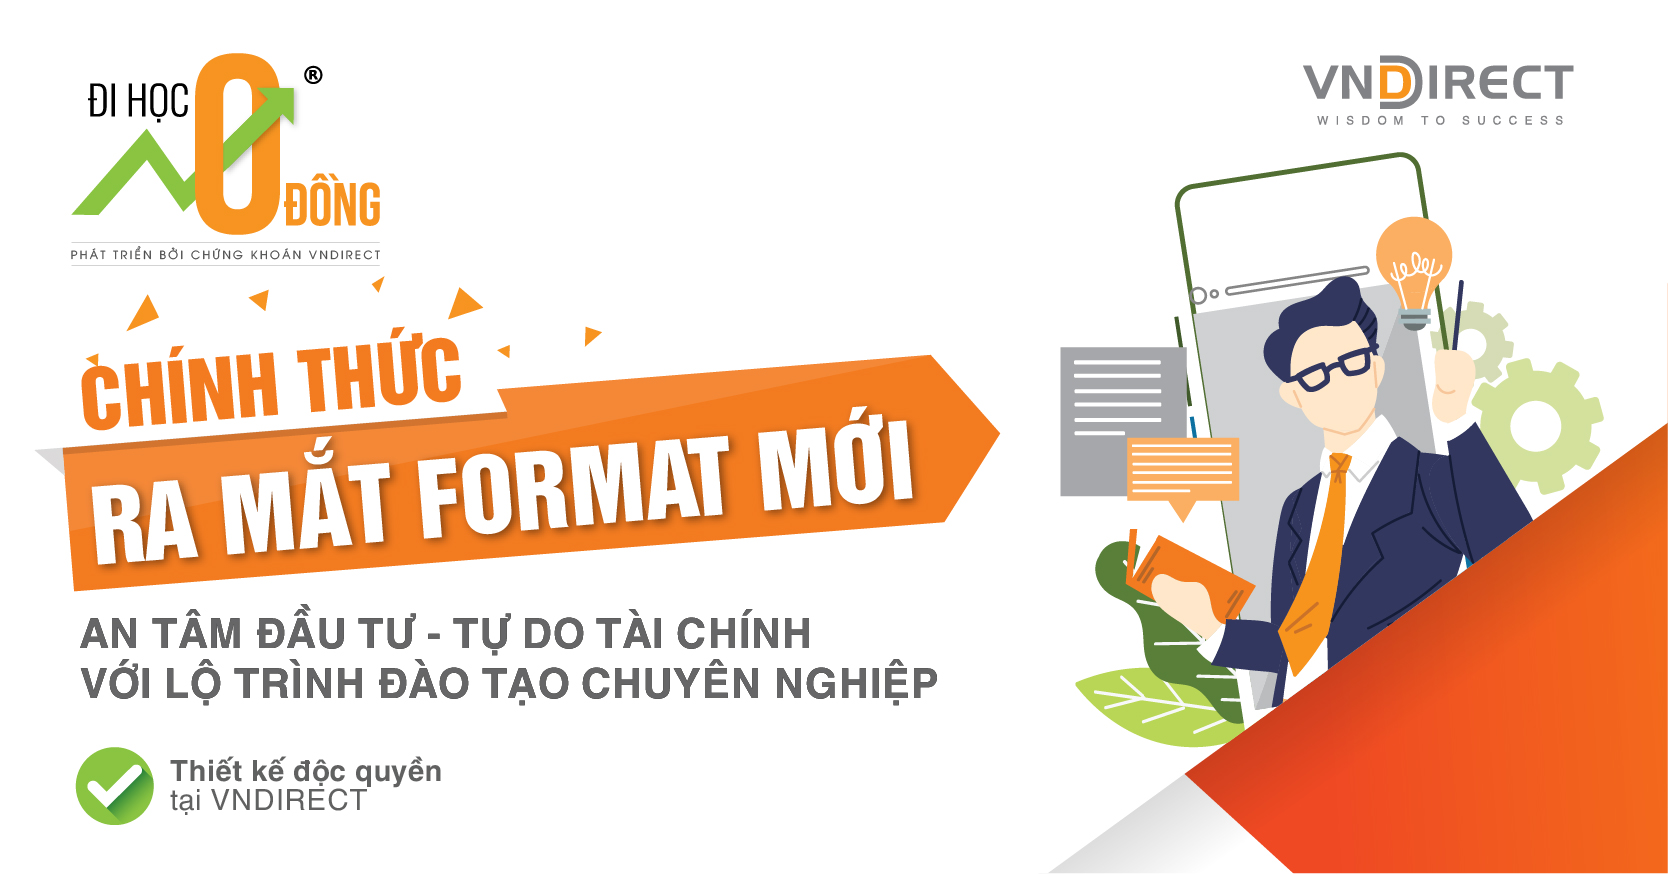 ĐI HỌC
0 ®
ĐỒNG
PHÁT TRIỂN BỞI CHỨNG KHOÁN VNDIRECT
VNDIRECT
WISDOM TO SUCCESS
CHÍNH THỨC
RA MẮT FORMAT MỚI
AN TÂM ĐẦU TƯ - TỰ DO TÀI CHÍNH
VỚI LỘ TRÌNH ĐÀO TẠO CHUYÊN NGHIỆP
Thiết kế độc quyền
tại VNDIRECT